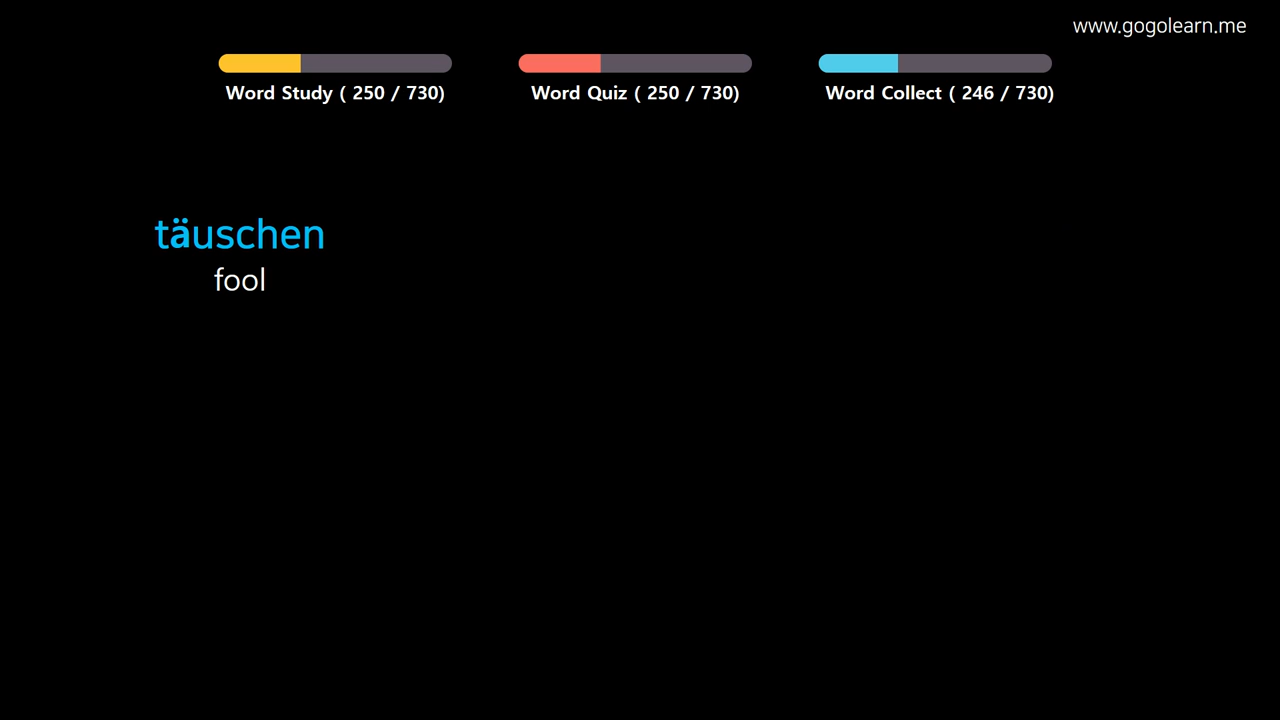 www.gogolearn.me
Word Study ( 250 / 730)
Word Quiz ( 250 / 730)
Word Collect ( 246 / 730)
täuschen
fool